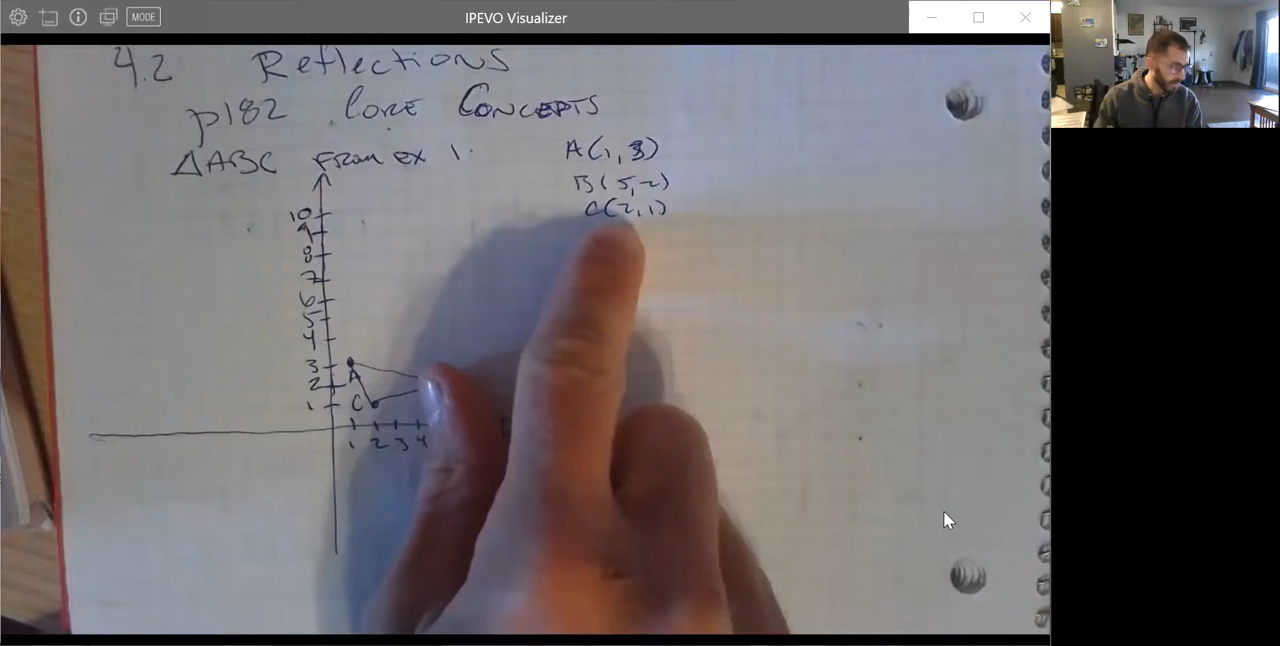 IPEVO Visualizer
MODE
4.2 Reflections
p182 Core Concepts
△ABC from ex 1.
A(1, 3)
B(5, 2)
C(2, 1)
10
9
8
7
6
5
4
3
2
1
A
C
1 2 3 4